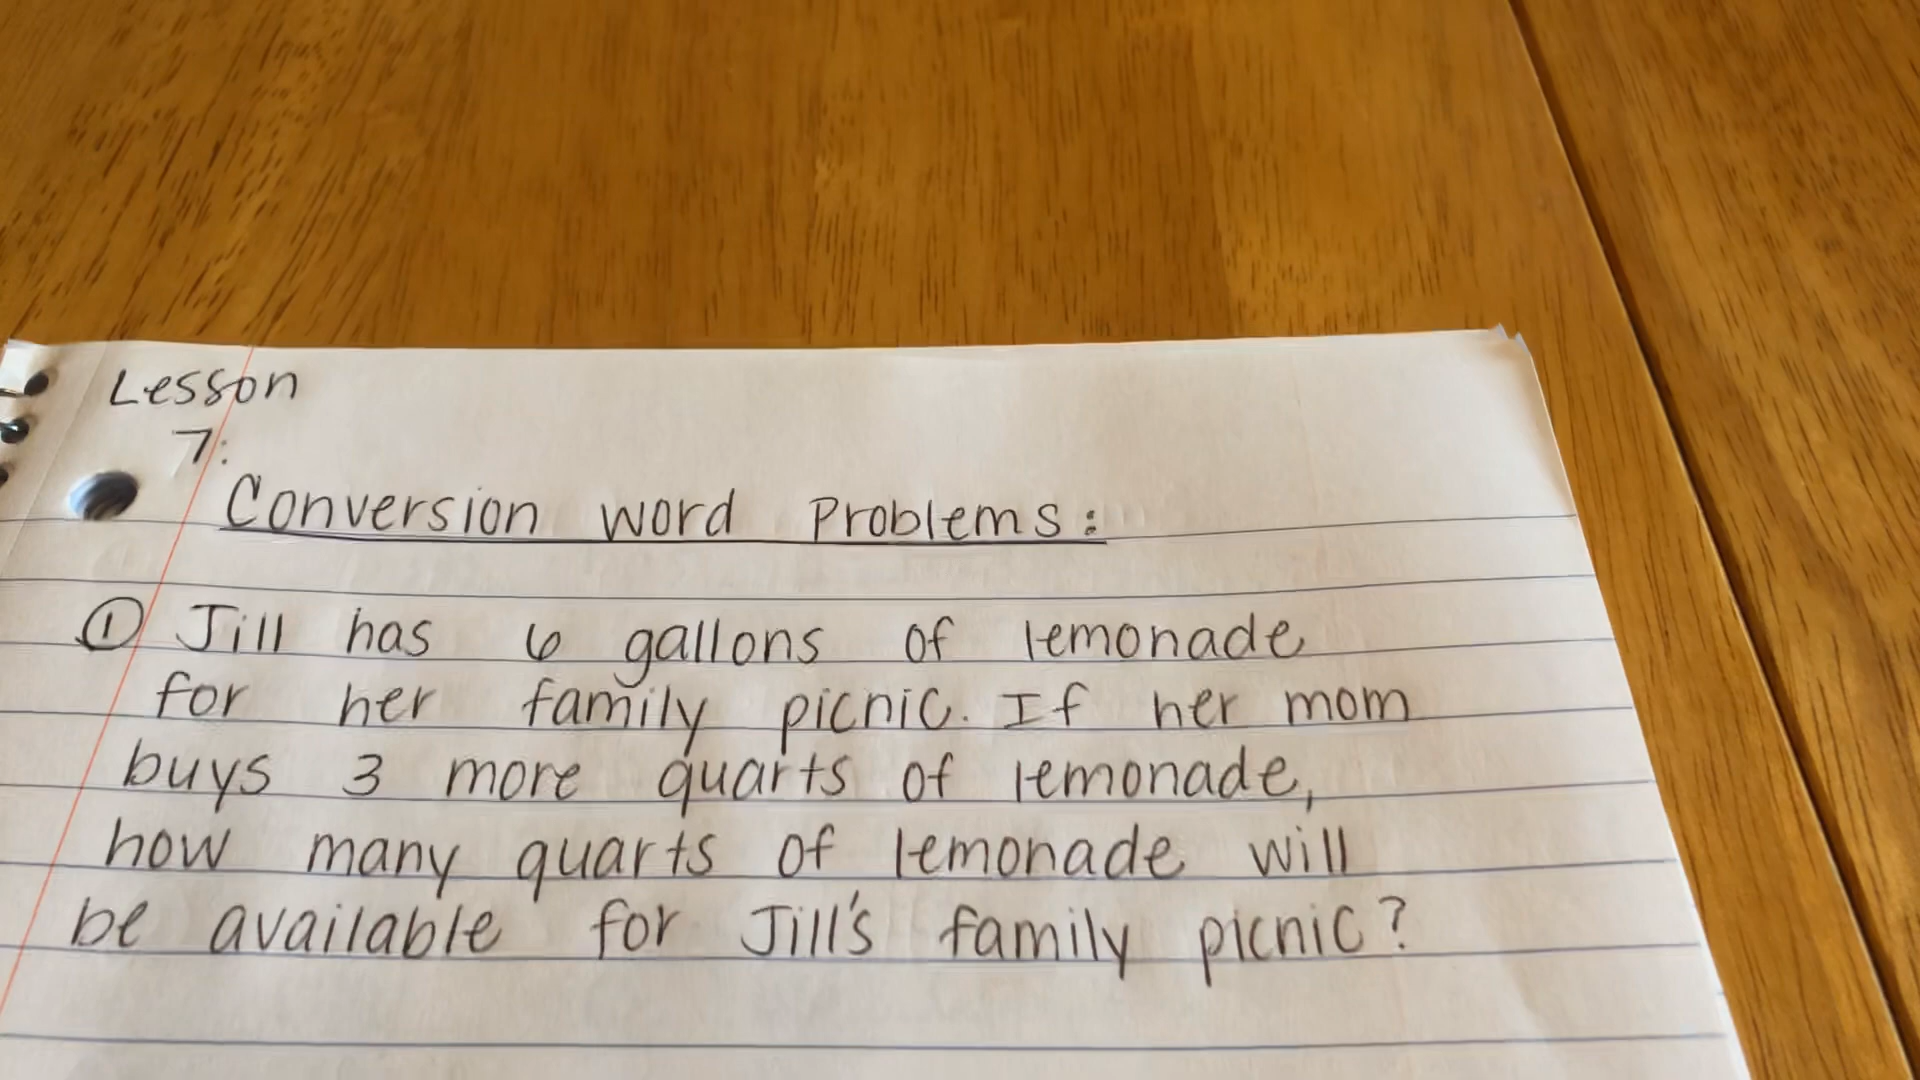 Lesson
7:
Conversion word problems:
① Jill has 6 gallons of lemonade
for her family picnic. If her mom
buys 3 more quarts of lemonade,
how many quarts of lemonade will
be available for Jill's family picnic?